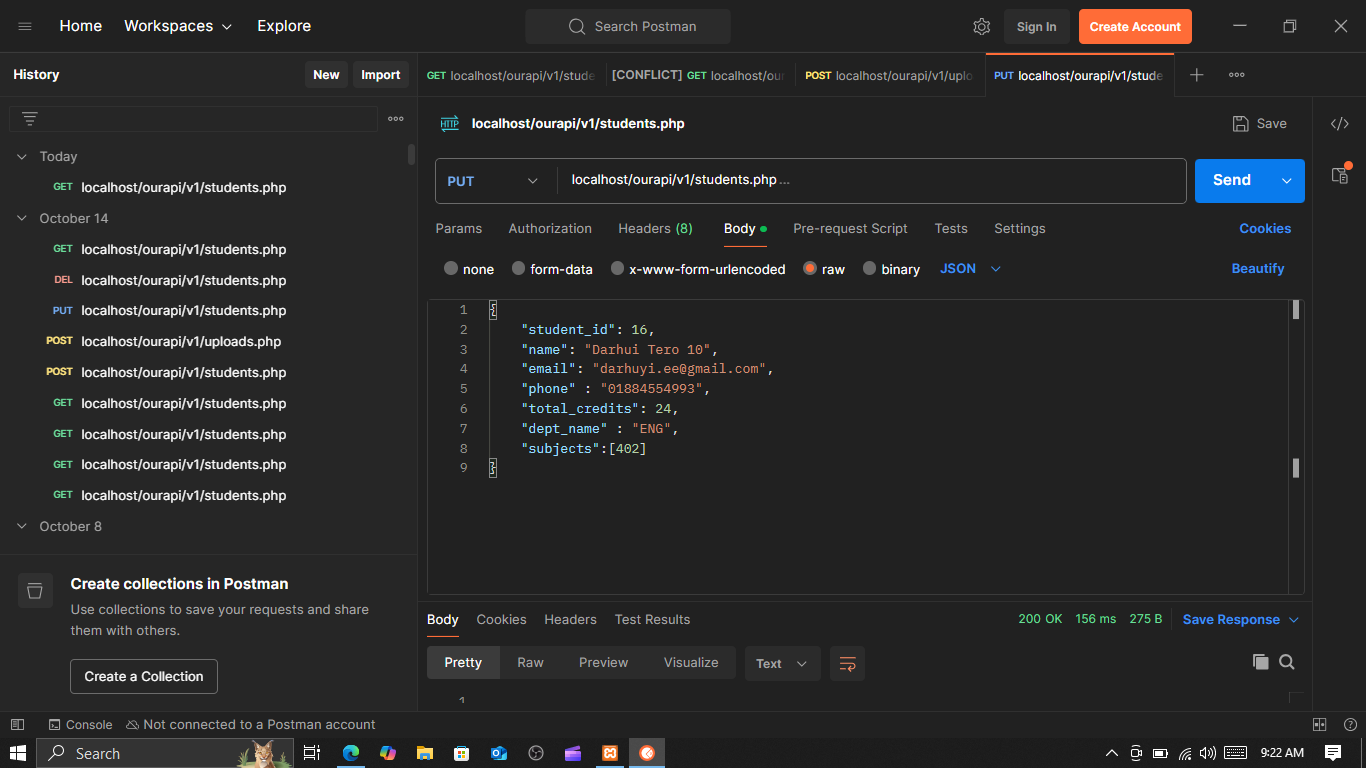 Home Workspaces Explore Search Postman Sign In Create Account
History New Import
GET localhost/ourapi/v1/stude [CONFLICT] GET localhost/our POST localhost/ourapi/v1/uplo PUT localhost/ourapi/v1/stude
HTTP localhost/ourapi/v1/students.php Save
Today
GET localhost/ourapi/v1/students.php
October 14
GET localhost/ourapi/v1/students.php
DEL localhost/ourapi/v1/students.php
PUT localhost/ourapi/v1/students.php
POST localhost/ourapi/v1/uploads.php
POST localhost/ourapi/v1/students.php
GET localhost/ourapi/v1/students.php
GET localhost/ourapi/v1/students.php
GET localhost/ourapi/v1/students.php
GET localhost/ourapi/v1/students.php
October 8
Create collections in Postman
Use collections to save your requests and share
them with others.
Create a Collection
PUT localhost/ourapi/v1/students.php ... Send
Params Authorization Headers (8) Body Pre-request Script Tests Settings Cookies
none form-data x-www-form-urlencoded raw binary JSON Beautify
1 {
2 "student_id": 16,
3 "name": "Darhui Tero 10",
4 "email": "darhuyi.ee@gmail.com",
5 "phone" : "01884554993",
6 "total_credits": 24,
7 "dept_name" : "ENG",
8 "subjects":[402]
9 }
Body Cookies Headers Test Results 200 OK 156 ms 275 B Save Response
Pretty Raw Preview Visualize Text
1
Console Not connected to a Postman account
Search 9:22 AM